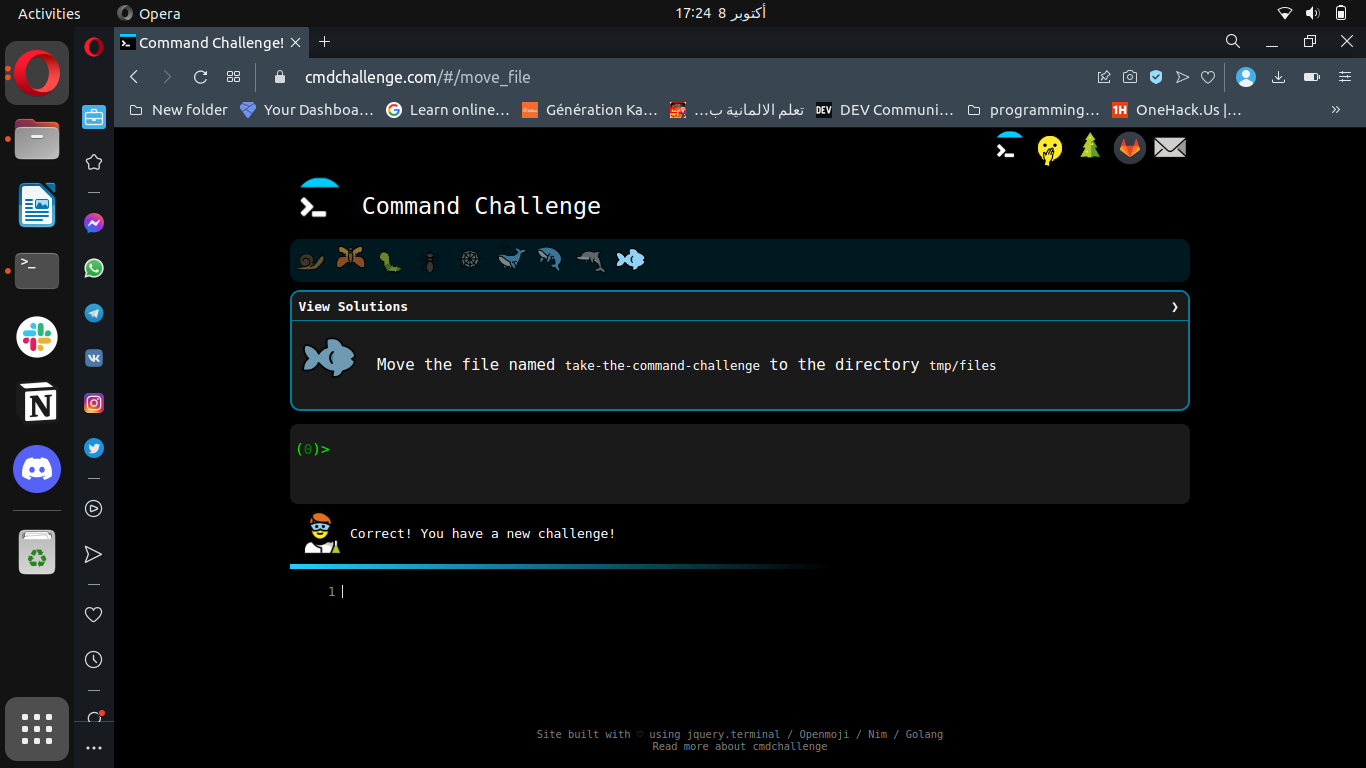 Activities
Opera
17:24 8 أكتوبر
Command Challenge!
cmdchallenge.com/#/move_file
New folder
Your Dashboa...
Learn online...
Génération Ka...
تعلم الالمانية ب...
DEV
DEV Communi...
programming...
1H
OneHack.Us |...
Command Challenge
View Solutions
Move the file named take-the-command-challenge to the directory tmp/files
(0)>
Correct! You have a new challenge!
1
Site built with ♡ using jquery.terminal / Openmoji / Nim / Golang
Read more about cmdchallenge